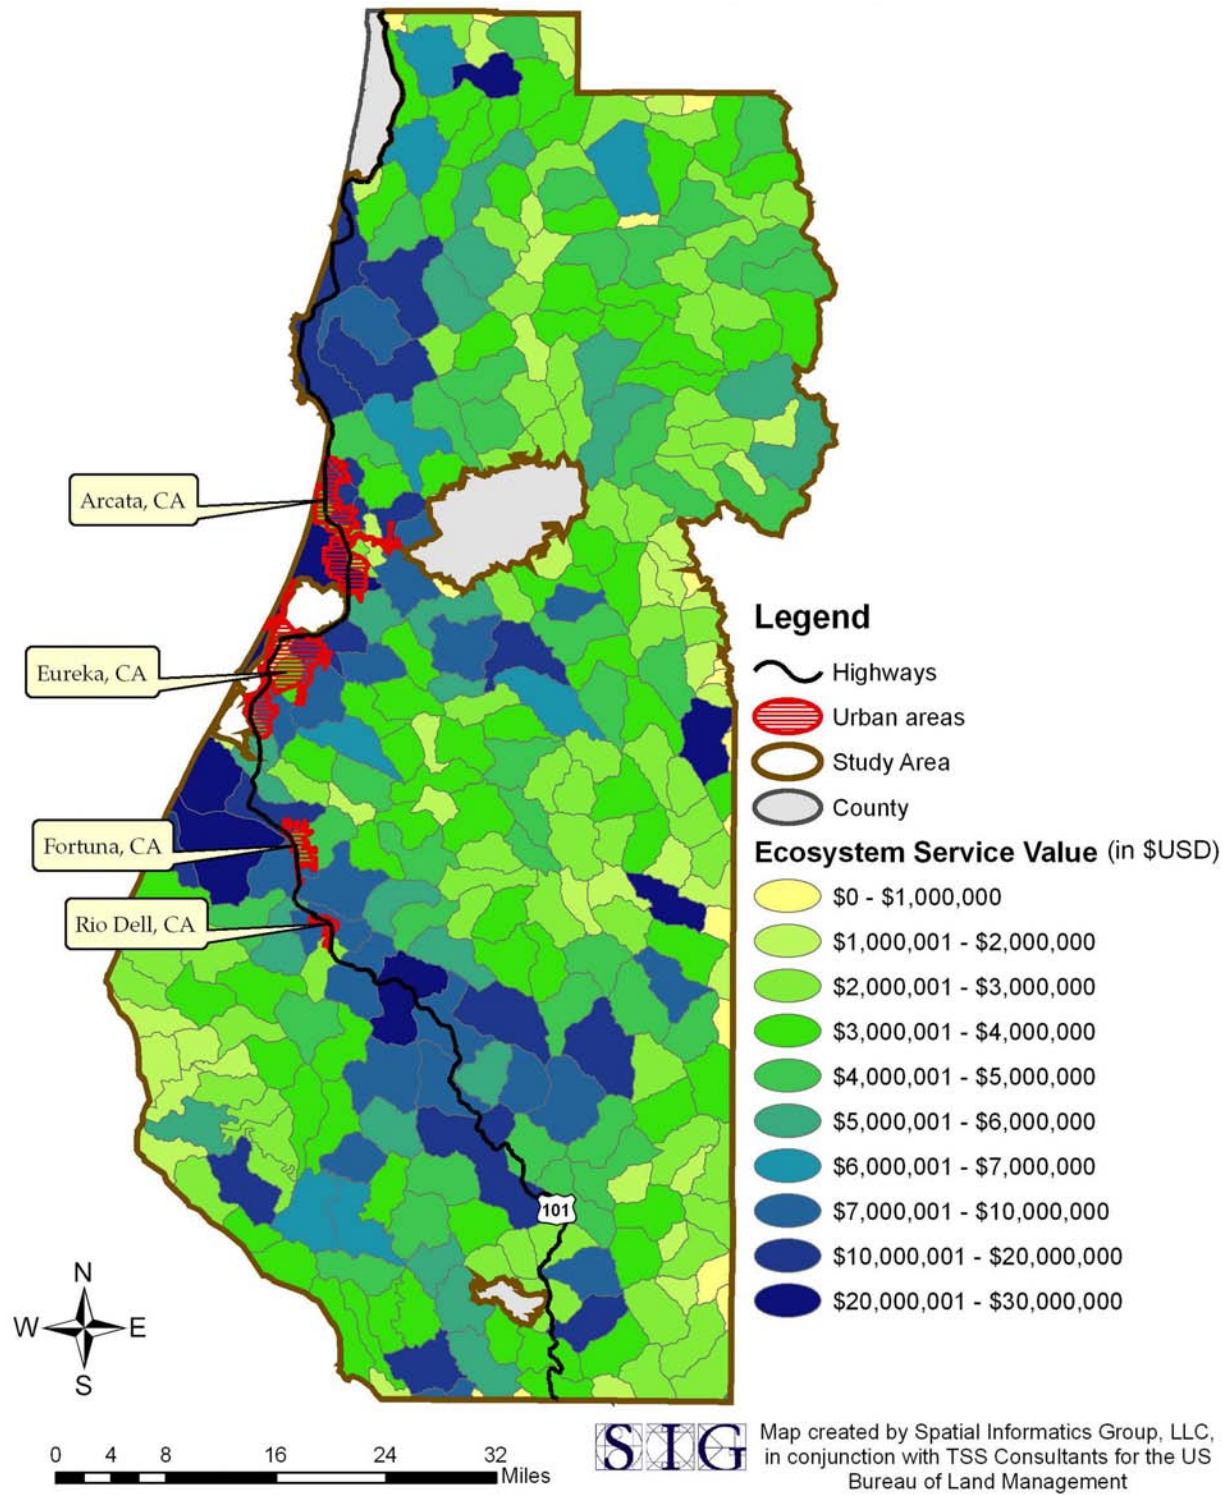 Arcata, CA
Eureka, CA
Fortuna, CA
Rio Dell, CA
101
Legend
Highways
Urban areas
Study Area
County
Ecosystem Service Value (in $USD)
$0 - $1,000,000
$1,000,001 - $2,000,000
$2,000,001 - $3,000,000
$3,000,001 - $4,000,000
$4,000,001 - $5,000,000
$5,000,001 - $6,000,000
$6,000,001 - $7,000,000
$7,000,001 - $10,000,000
$10,000,001 - $20,000,000
$20,000,001 - $30,000,000
N
W E
S
0 4 8 16 24 32
Miles
SIG
Map created by Spatial Informatics Group, LLC,
in conjunction with TSS Consultants for the US
Bureau of Land Management